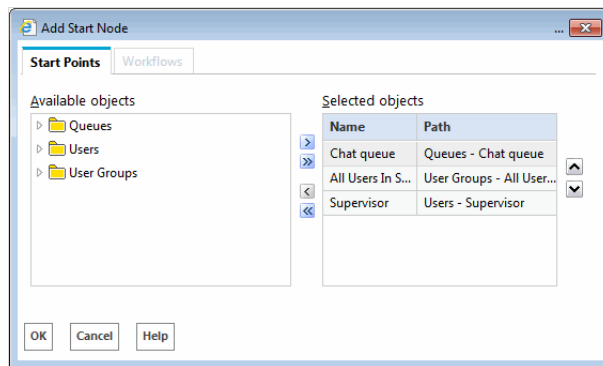 Add Start Node ...
Start Points Workflows
Available objects
Queues
Users
User Groups
Selected objects
Name Path
Chat queue Queues - Chat queue
All Users In S... User Groups - All User...
Supervisor Users - Supervisor
OK Cancel Help